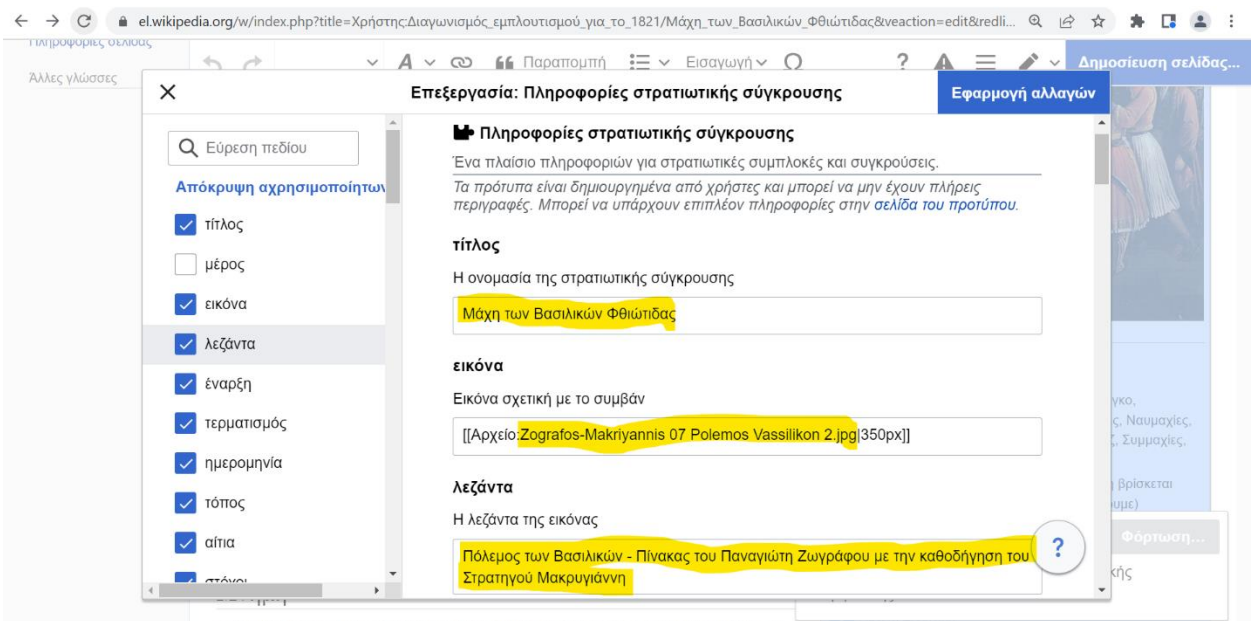 el.wikipedia.org/w/index.php?title=Χρήστης:Διαγωνισμός_εμπλουτισμού_για_το_1821/Μάχη_των_Βασιλικών_Φθιώτιδας&veaction=edit&redli...
Πληροφορίες σελίδας
Άλλες γλώσσες
Παραπομπή
Εισαγωγή
Δημοσίευση σελίδας...
Επεξεργασία: Πληροφορίες στρατιωτικής σύγκρουσης
Εφαρμογή αλλαγών
Εύρεση πεδίου
Απόκρυψη αχρησιμοποίητων
τίτλος
μέρος
εικόνα
λεζάντα
έναρξη
τερματισμός
ημερομηνία
τόπος
αίτια
στόχοι
Πληροφορίες στρατιωτικής σύγκρουσης
Ένα πλαίσιο πληροφοριών για στρατιωτικές συμπλοκές και συγκρούσεις.
Τα πρότυπα είναι δημιουργημένα από χρήστες και μπορεί να μην έχουν πλήρεις
περιγραφές. Μπορεί να υπάρχουν επιπλέον πληροφορίες στην σελίδα του προτύπου.
τίτλος
Η ονομασία της στρατιωτικής σύγκρουσης
Μάχη των Βασιλικών Φθιώτιδας
εικόνα
Εικόνα σχετική με το συμβάν
[[Αρχείο:Zografos-Makriyannis 07 Polemos Vassilikon 2.jpg|350px]]
λεζάντα
Η λεζάντα της εικόνας
Πόλεμος των Βασιλικών - Πίνακας του Παναγιώτη Ζωγράφου με την καθοδήγηση του
Στρατηγού Μακρυγιάννη
ς, Ναυμαχίες,
ζ, Συμμαχίες,
βρίσκεται
Φόρτωση...